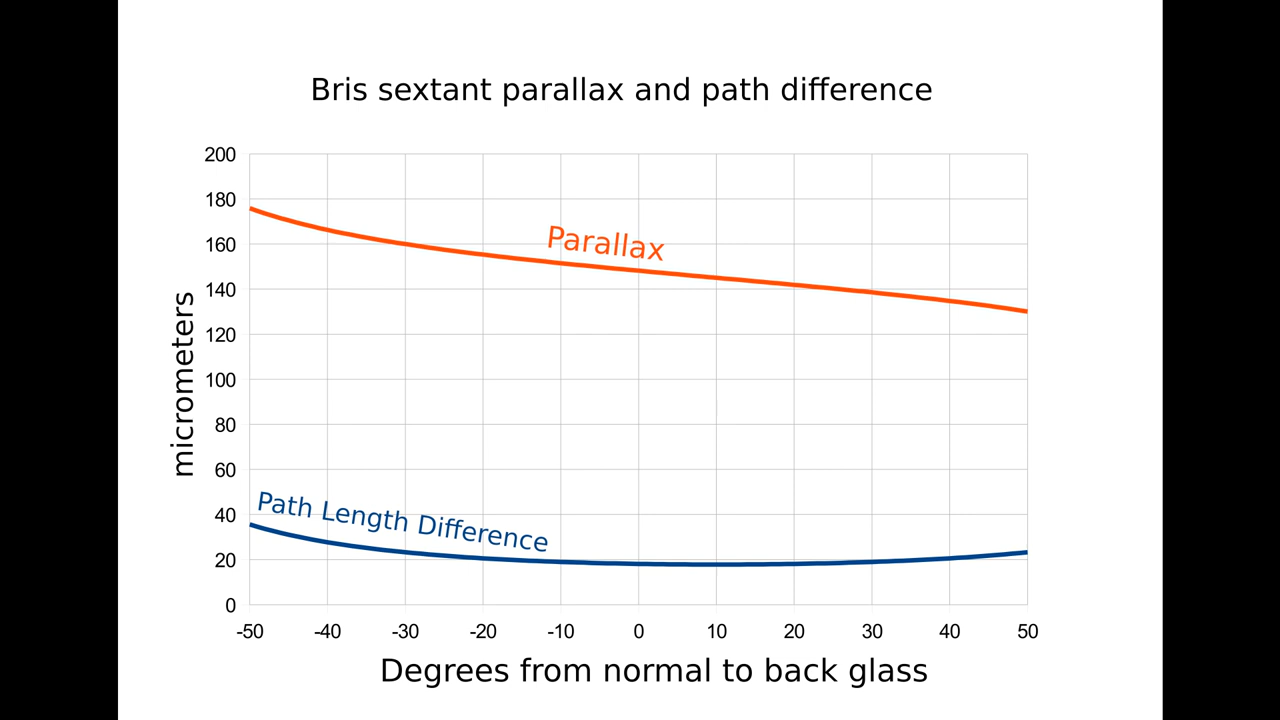 Bris sextant parallax and path difference
200
180
160
140
120
100
80
60
40
20
0
micrometers
Parallax
Path Length Difference
-50 -40 -30 -20 -10 0 10 20 30 40 50
Degrees from normal to back glass